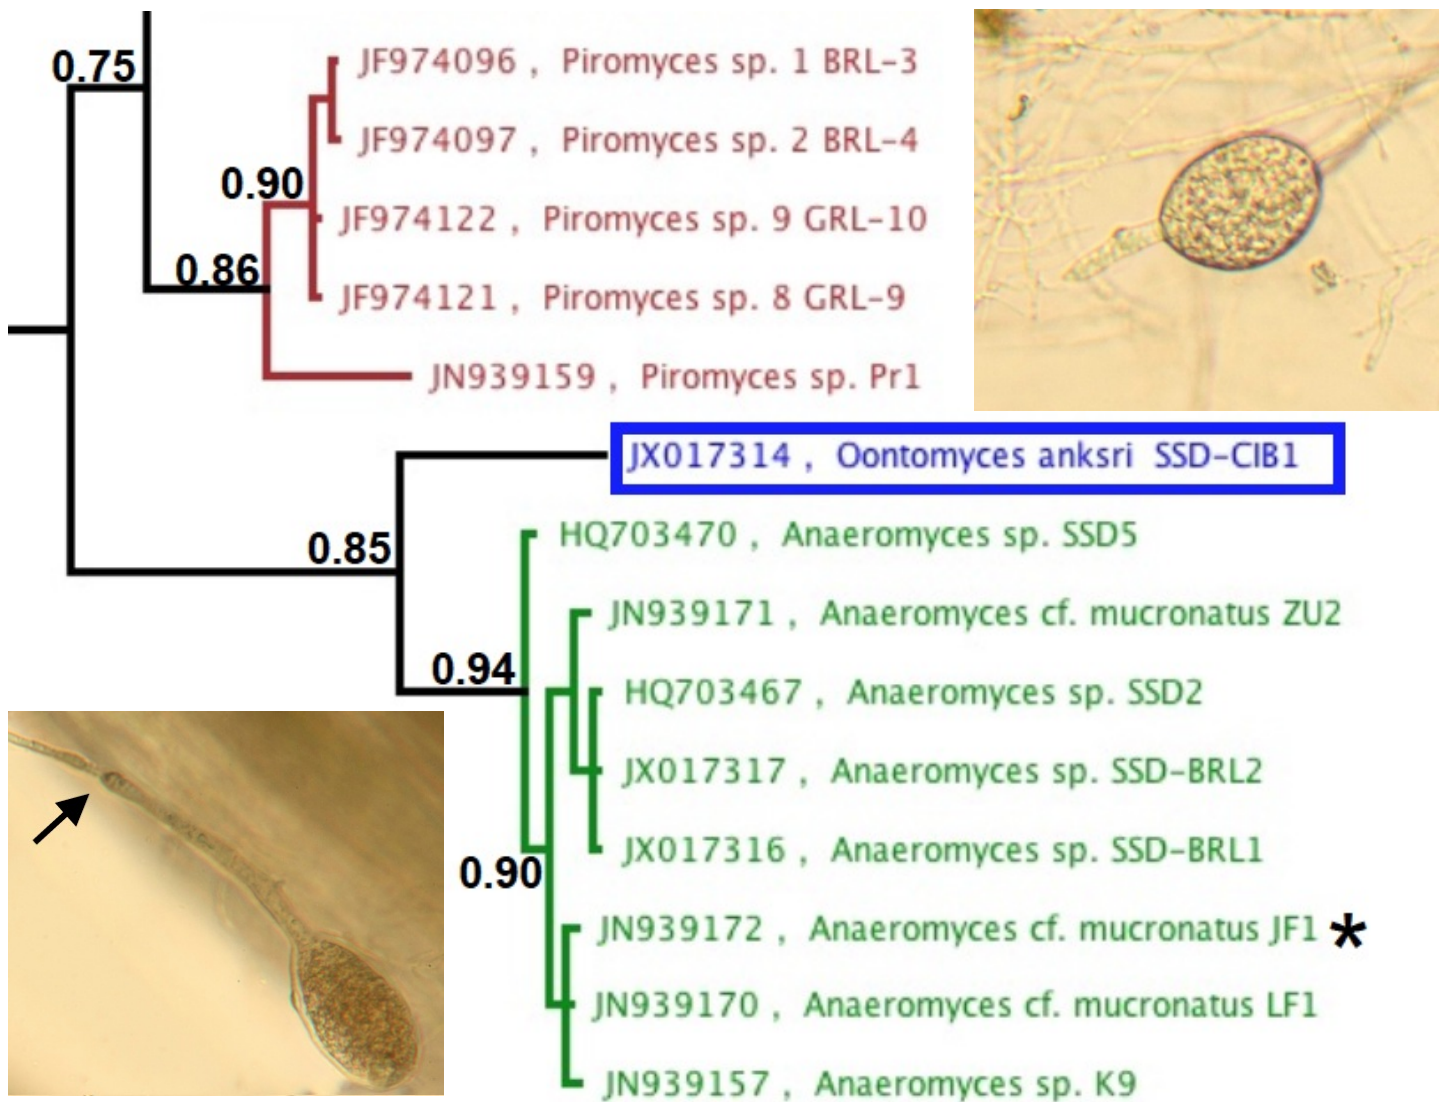 0.75
JF974096 , Piromyces sp. 1 BRL-3
JF974097 , Piromyces sp. 2 BRL-4
0.90
JF974122 , Piromyces sp. 9 GRL-10
0.86
JF974121 , Piromyces sp. 8 GRL-9
JN939159 , Piromyces sp. Pr1
JX017314 , Oontomyces anksri SSD-CIB1
HQ703470 , Anaeromyces sp. SSD5
0.85
JN939171 , Anaeromyces cf. mucronatus ZU2
0.94
HQ703467 , Anaeromyces sp. SSD2
JX017317 , Anaeromyces sp. SSD-BRL2
JX017316 , Anaeromyces sp. SSD-BRL1
0.90
JN939172 , Anaeromyces cf. mucronatus JF1 *
JN939170 , Anaeromyces cf. mucronatus LF1
JN939157 , Anaeromyces sp. K9